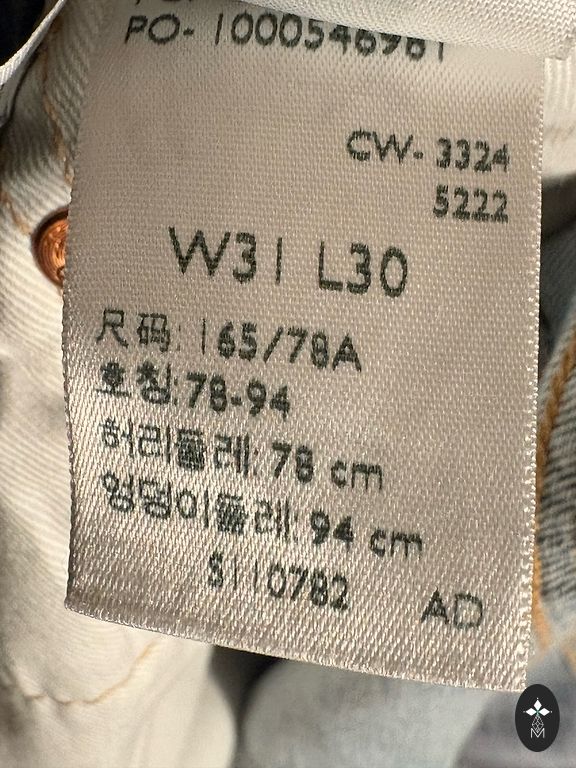 PO- 1000546981
CW- 3324
5222
W31 L30
尺码: 165/78A
호칭:78-94
허리둘레: 78 cm
엉덩이둘레: 94 cm
S110782 AD
M